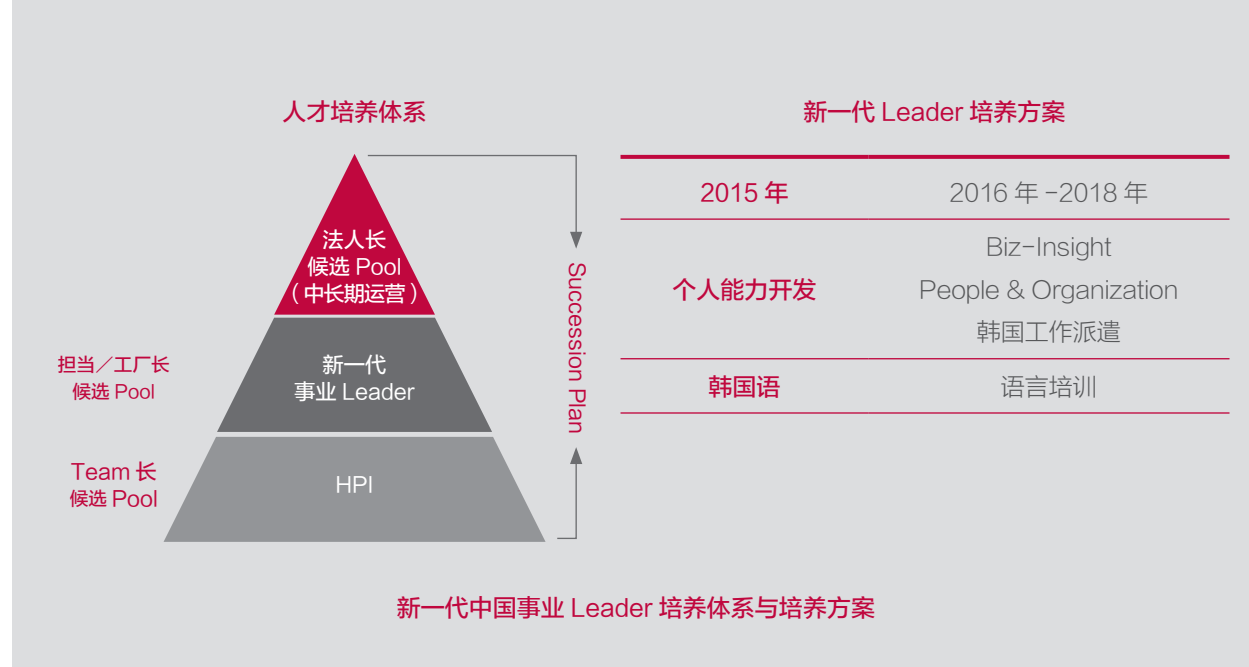 人才培养体系
法人长
候选 Pool
（中长期运营）
担当／工厂长
候选 Pool
新一代
事业 Leader
Team 长
候选 Pool
HPI
Succession Plan
新一代 Leader 培养方案
2015 年
2016 年 -2018 年
个人能力开发
Biz-Insight
People & Organization
韩国工作派遣
韩国语
语言培训
新一代中国事业 Leader 培养体系与培养方案